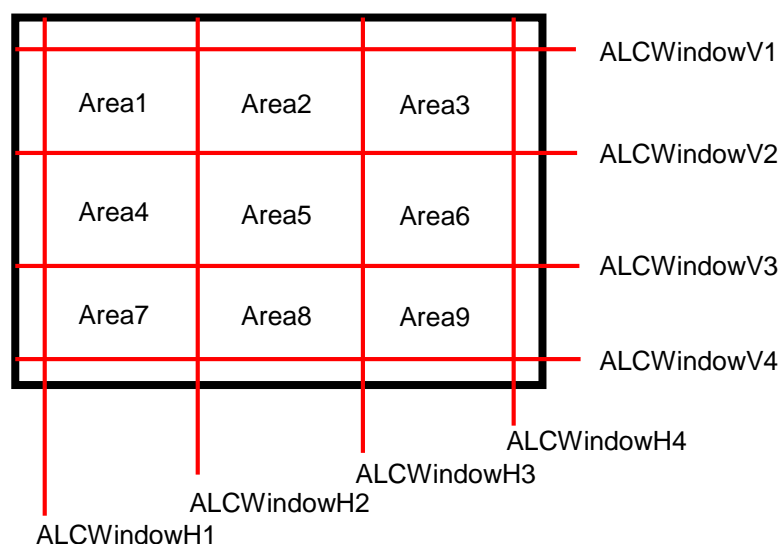 ALCWindowV1
Area1 Area2 Area3
ALCWindowV2
Area4 Area5 Area6
ALCWindowV3
Area7 Area8 Area9
ALCWindowV4
ALCWindowH4
ALCWindowH3
ALCWindowH2
ALCWindowH1